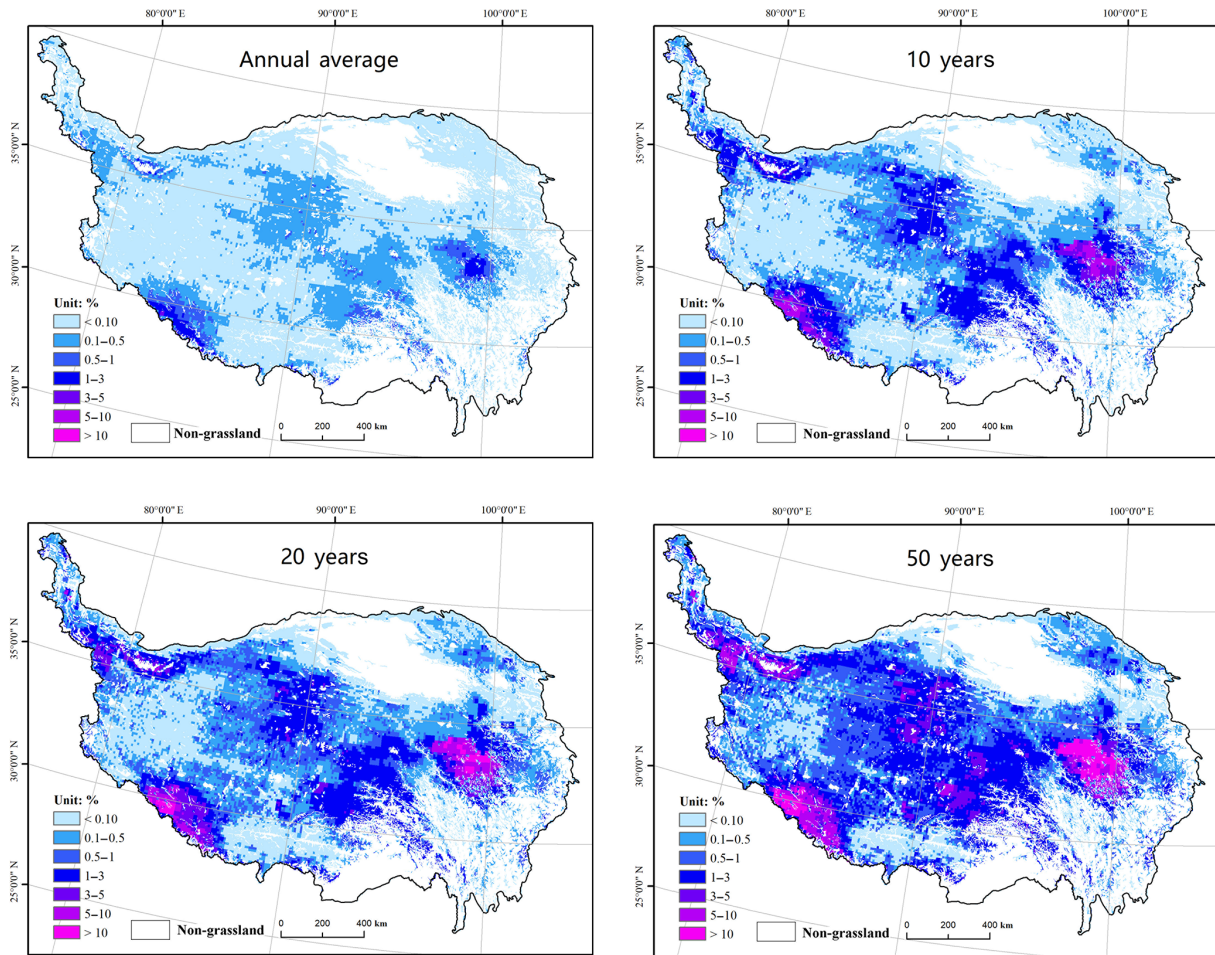 80°0'0" E 90°0'0" E 100°0'0" E
Annual average
35°0'0" N
30°0'0" N
25°0'0" N
Unit: %
< 0.10
0.1–0.5
0.5–1
1–3
3–5
5–10
> 10
Non-grassland
0 200 400 km
80°0'0" E 90°0'0" E 100°0'0" E
10 years
35°0'0" N
30°0'0" N
25°0'0" N
Unit: %
< 0.10
0.1–0.5
0.5–1
1–3
3–5
5–10
> 10
Non-grassland
0 200 400 km
80°0'0" E 90°0'0" E 100°0'0" E
20 years
35°0'0" N
30°0'0" N
25°0'0" N
Unit: %
< 0.10
0.1–0.5
0.5–1
1–3
3–5
5–10
> 10
Non-grassland
0 200 400 km
80°0'0" E 90°0'0" E 100°0'0" E
50 years
35°0'0" N
30°0'0" N
25°0'0" N
Unit: %
< 0.10
0.1–0.5
0.5–1
1–3
3–5
5–10
> 10
Non-grassland
0 200 400 km